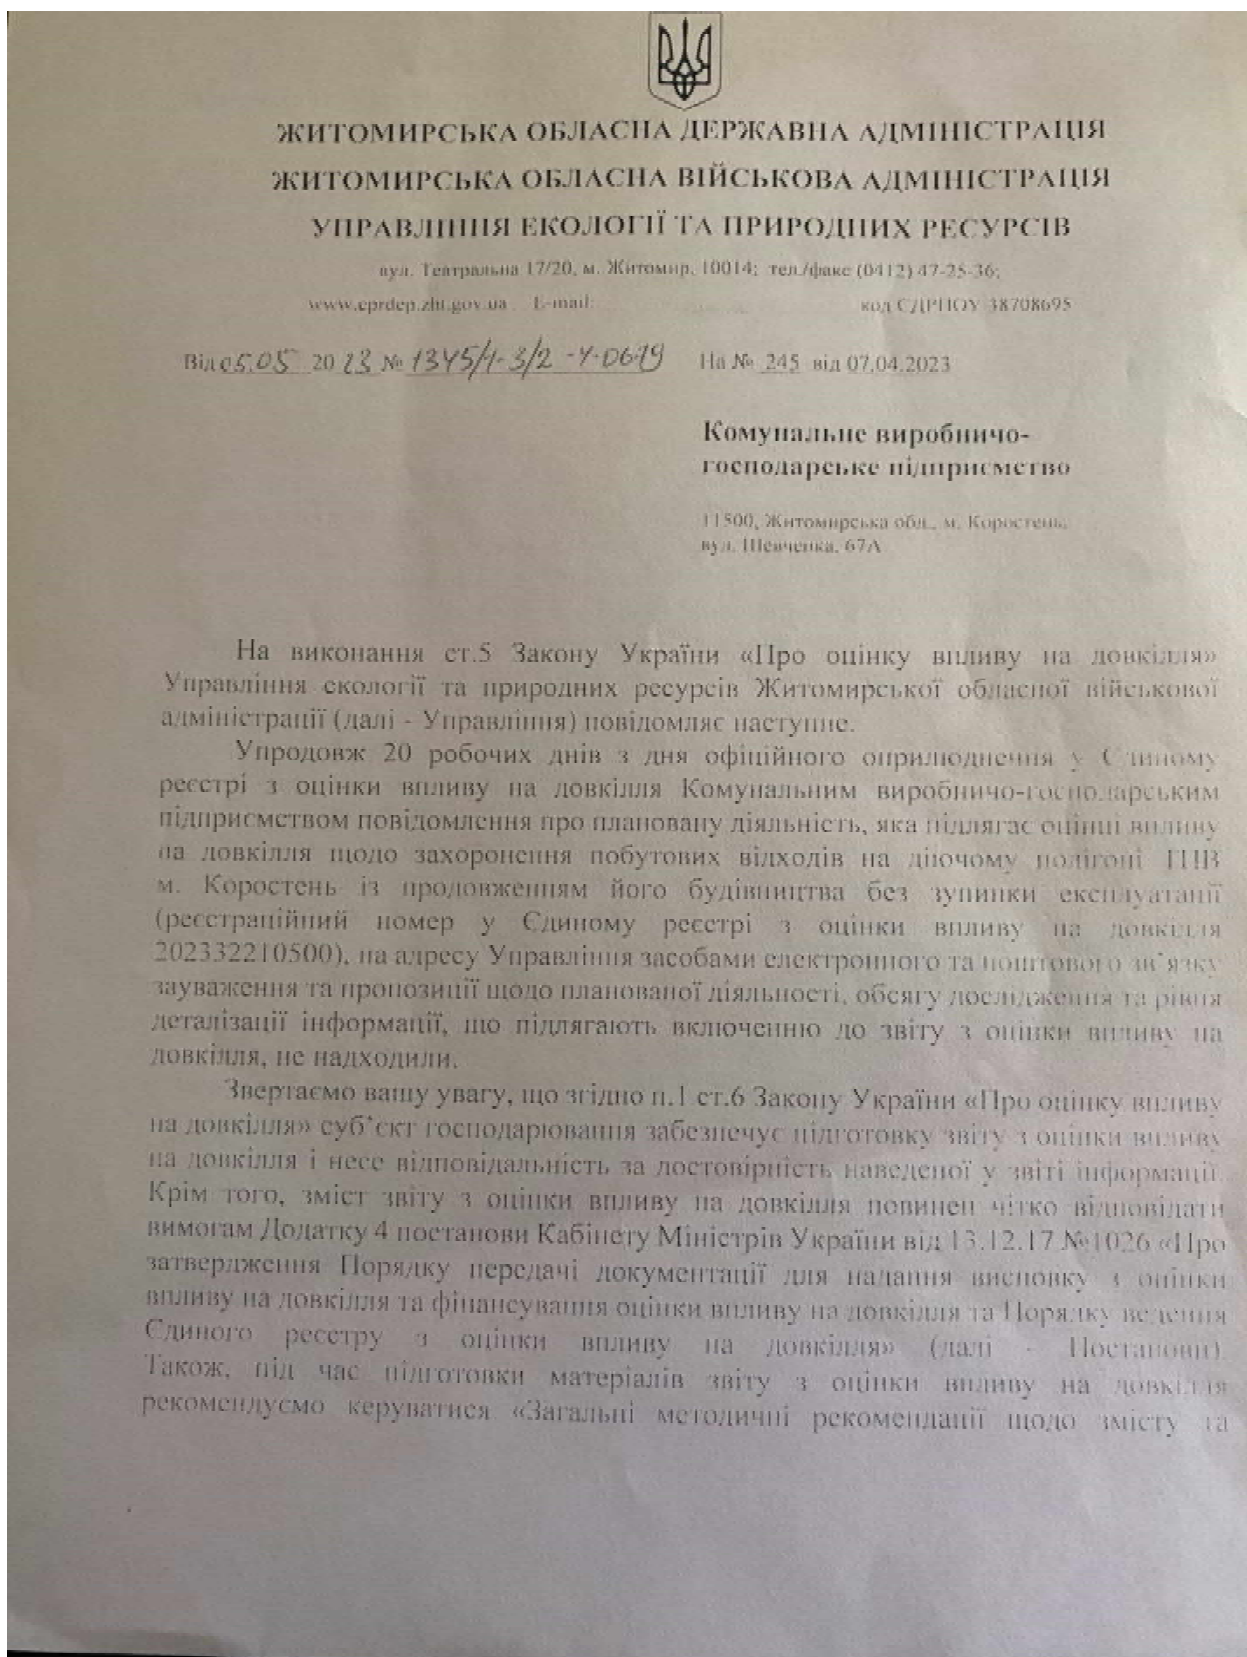 ЖИТОМИРСЬКА ОБЛАСНА ДЕРЖАВНА АДМІНІСТРАЦІЯ
ЖИТОМИРСЬКА ОБЛАСНА ВІЙСЬКОВА АДМІНІСТРАЦІЯ
УПРАВЛІННЯ ЕКОЛОГІЇ ТА ПРИРОДНИХ РЕСУРСІВ
вул. Театральна 17/20, м. Житомир, 10014; тел./факс (0412) 47-25-36;
www.eprdep.zht.gov.ua E-mail: код ЄДРПОУ 38708695
Від 05.05 2023 № 1345/1-3/2-4-0619 На № 245 від 07.04.2023
Комунальне виробничо-
господарське підприємство
11500, Житомирська обл., м. Коростень,
вул. Шевченка, 67А
На виконання ст.5 Закону України «Про оцінку впливу на довкілля»
Управління екології та природних ресурсів Житомирської обласної військової
адміністрації (далі - Управління) повідомляє наступне.
Упродовж 20 робочих днів з дня офіційного оприлюднення у Єдиному
реєстрі з оцінки впливу на довкілля Комунальним виробничо-господарським
підприємством повідомлення про плановану діяльність, яка підлягає оцінці впливу
на довкілля щодо захоронення побутових відходів на діючому полігоні ТПВ
м. Коростень із продовженням його будівництва без зупинки експлуатації
(реєстраційний номер у Єдиному реєстрі з оцінки впливу на довкілля
202332210500), на адресу Управління засобами електронного та поштового зв'язку
зауваження та пропозиції щодо планованої діяльності, обсягу дослідження та рівня
деталізації інформації, що підлягають включенню до звіту з оцінки впливу на
довкілля, не надходили.
Звертаємо вашу увагу, що згідно п.1 ст.6 Закону України «Про оцінку впливу
на довкілля» суб'єкт господарювання забезпечує підготовку звіту з оцінки впливу
на довкілля і несе відповідальність за достовірність наведеної у звіті інформації.
Крім того, зміст звіту з оцінки впливу на довкілля повинен чітко відповідати
вимогам Додатку 4 постанови Кабінету Міністрів України від 13.12.17 №1026 «Про
затвердження Порядку передачі документації для надання висновку з оцінки
впливу на довкілля та фінансування оцінки впливу на довкілля та Порядку ведення
Єдиного реєстру з оцінки впливу на довкілля» (далі - Постанови).
Також, під час підготовки матеріалів звіту з оцінки впливу на довкілля
рекомендуємо керуватися «Загальні методичні рекомендації щодо змісту та